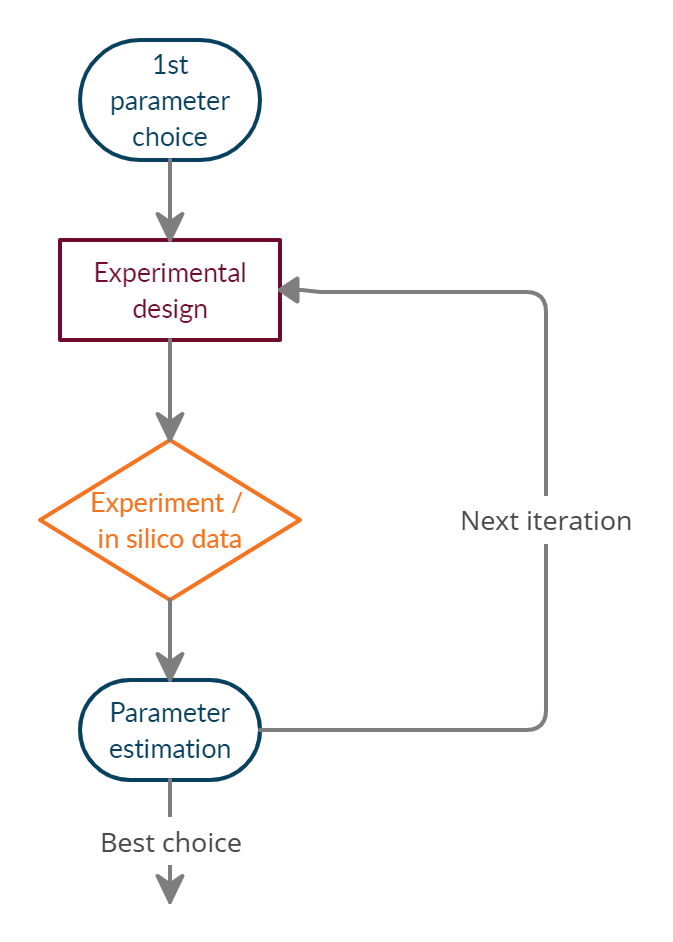 1st
parameter
choice
Experimental
design
Experiment /
in silico data
Next iteration
Parameter
estimation
Best choice